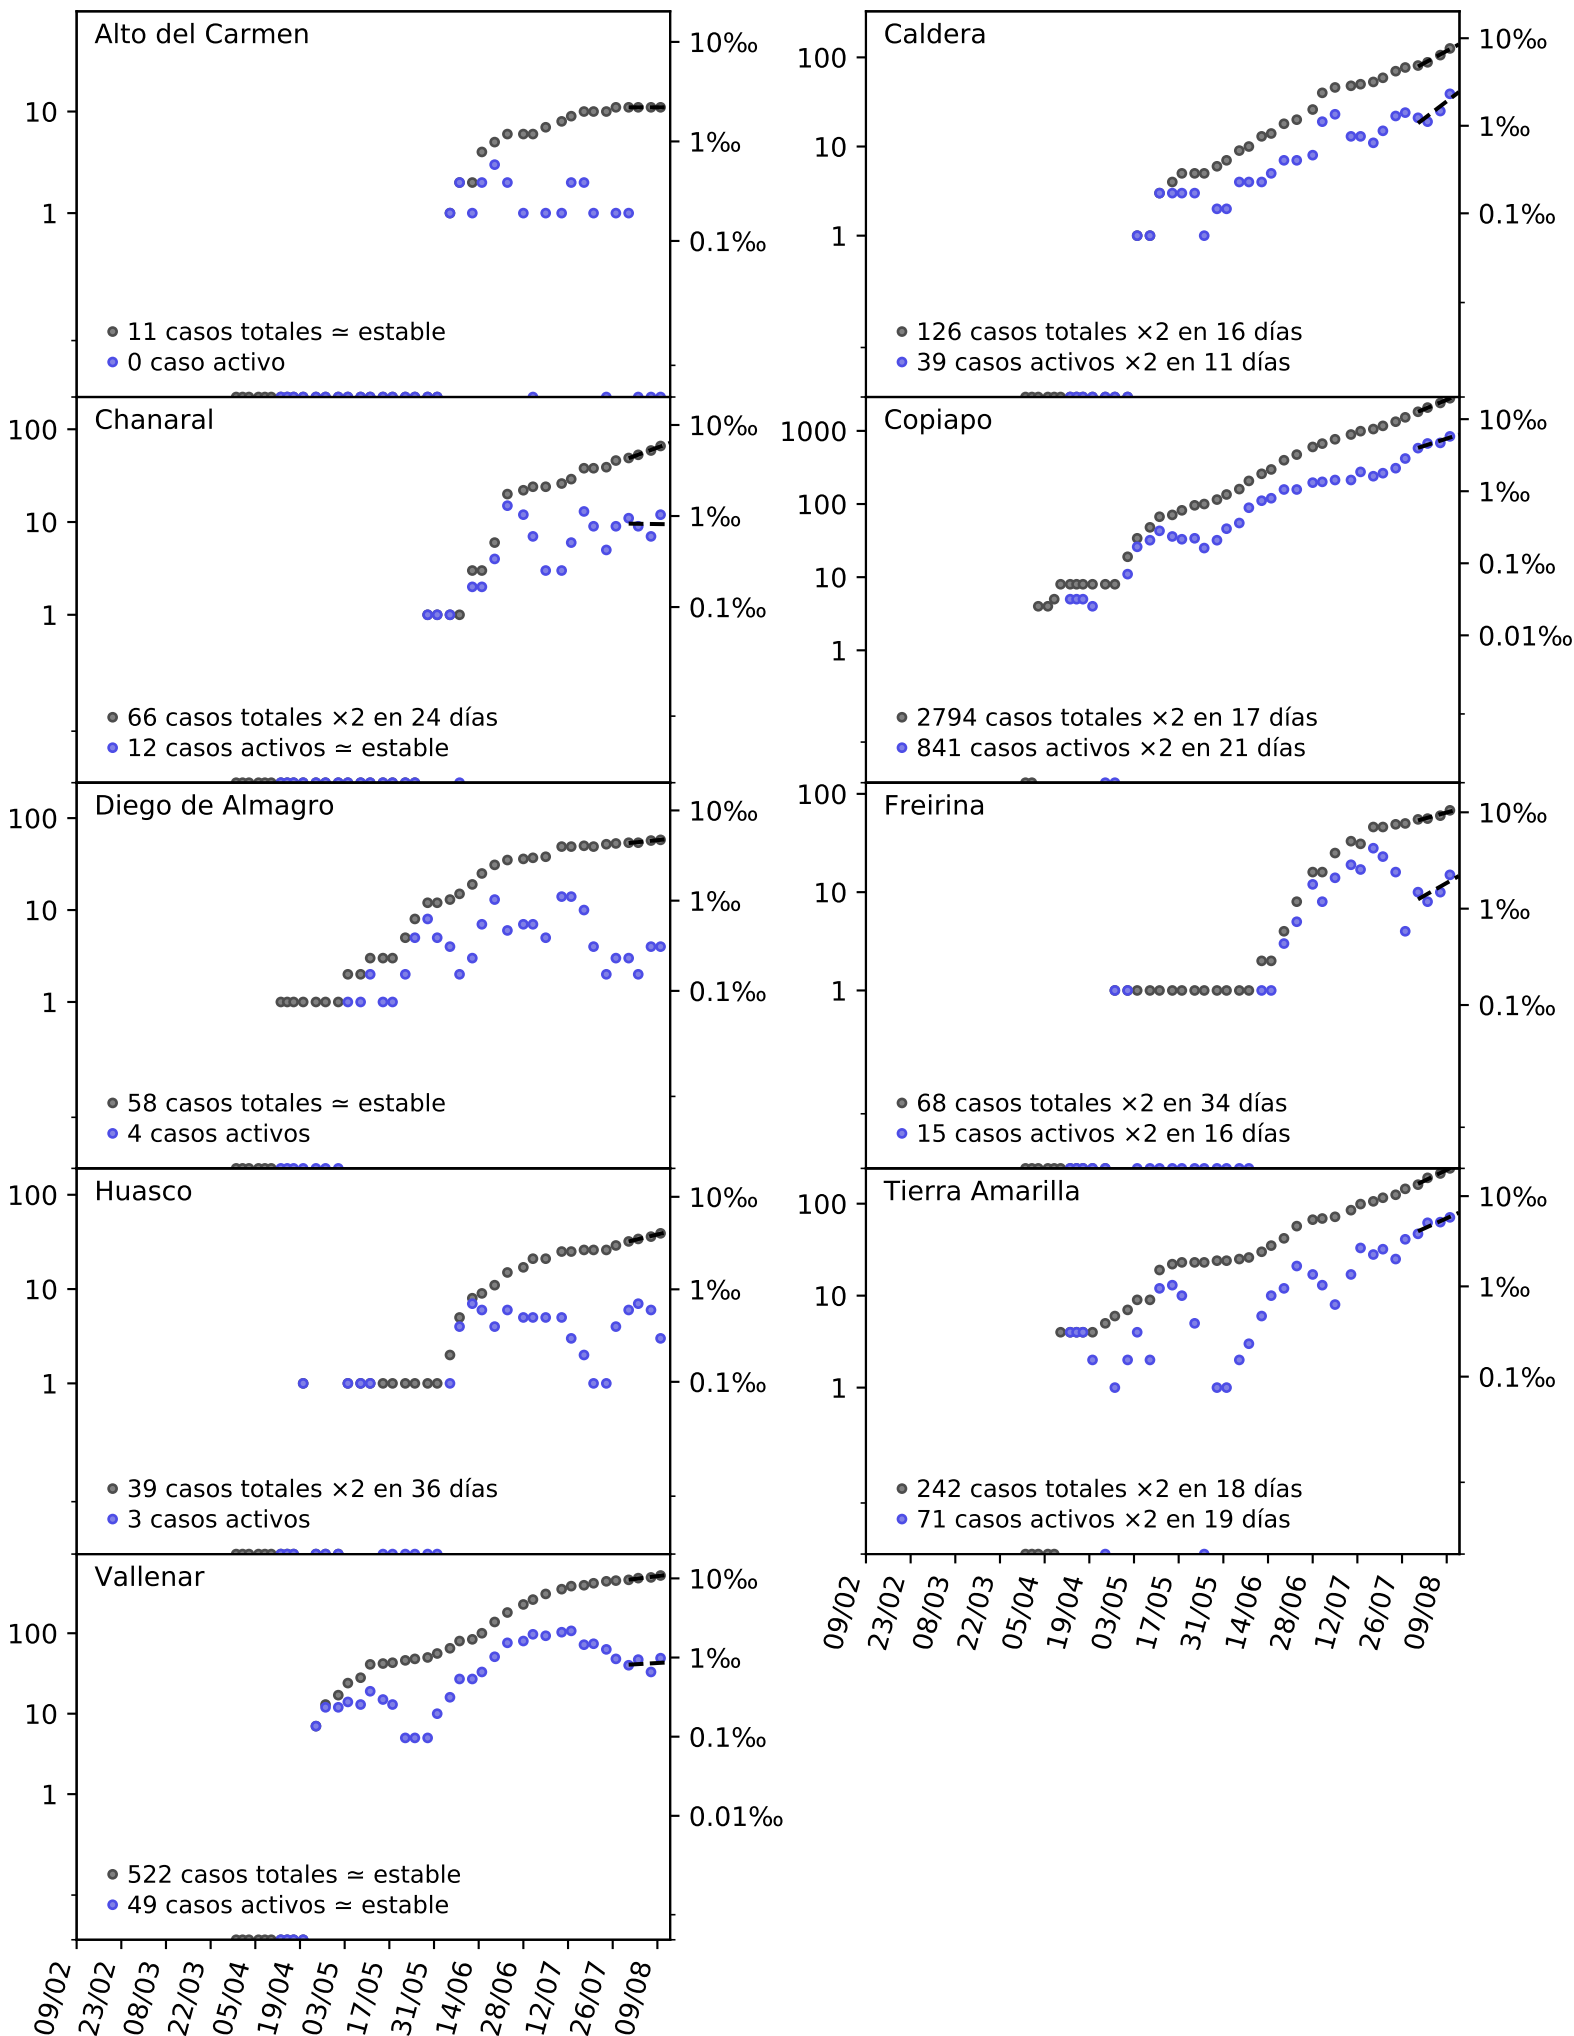 Alto del Carmen
10
1
10‰
1‰
0.1‰
11 casos totales ≃ estable
0 caso activo
Caldera
100
10
1
10‰
1‰
0.1‰
126 casos totales ×2 en 16 días
39 casos activos ×2 en 11 días
Chanaral
100
10
1
10‰
1‰
0.1‰
66 casos totales ×2 en 24 días
12 casos activos ≃ estable
Copiapo
1000
100
10
1
10‰
1‰
0.1‰
0.01‰
2794 casos totales ×2 en 17 días
841 casos activos ×2 en 21 días
Diego de Almagro
100
10
1
10‰
1‰
0.1‰
58 casos totales ≃ estable
4 casos activos
Freirina
100
10
1
10‰
1‰
0.1‰
68 casos totales ×2 en 34 días
15 casos activos ×2 en 16 días
Huasco
100
10
1
10‰
1‰
0.1‰
39 casos totales ×2 en 36 días
3 casos activos
Tierra Amarilla
100
10
1
10‰
1‰
0.1‰
242 casos totales ×2 en 18 días
71 casos activos ×2 en 19 días
09/02 23/02 08/03 22/03 05/04 19/04 03/05 17/05 31/05 14/06 28/06 12/07 26/07 09/08
Vallenar
100
10
1
10‰
1‰
0.1‰
0.01‰
522 casos totales ≃ estable
49 casos activos ≃ estable
09/02 23/02 08/03 22/03 05/04 19/04 03/05 17/05 31/05 14/06 28/06 12/07 26/07 09/08